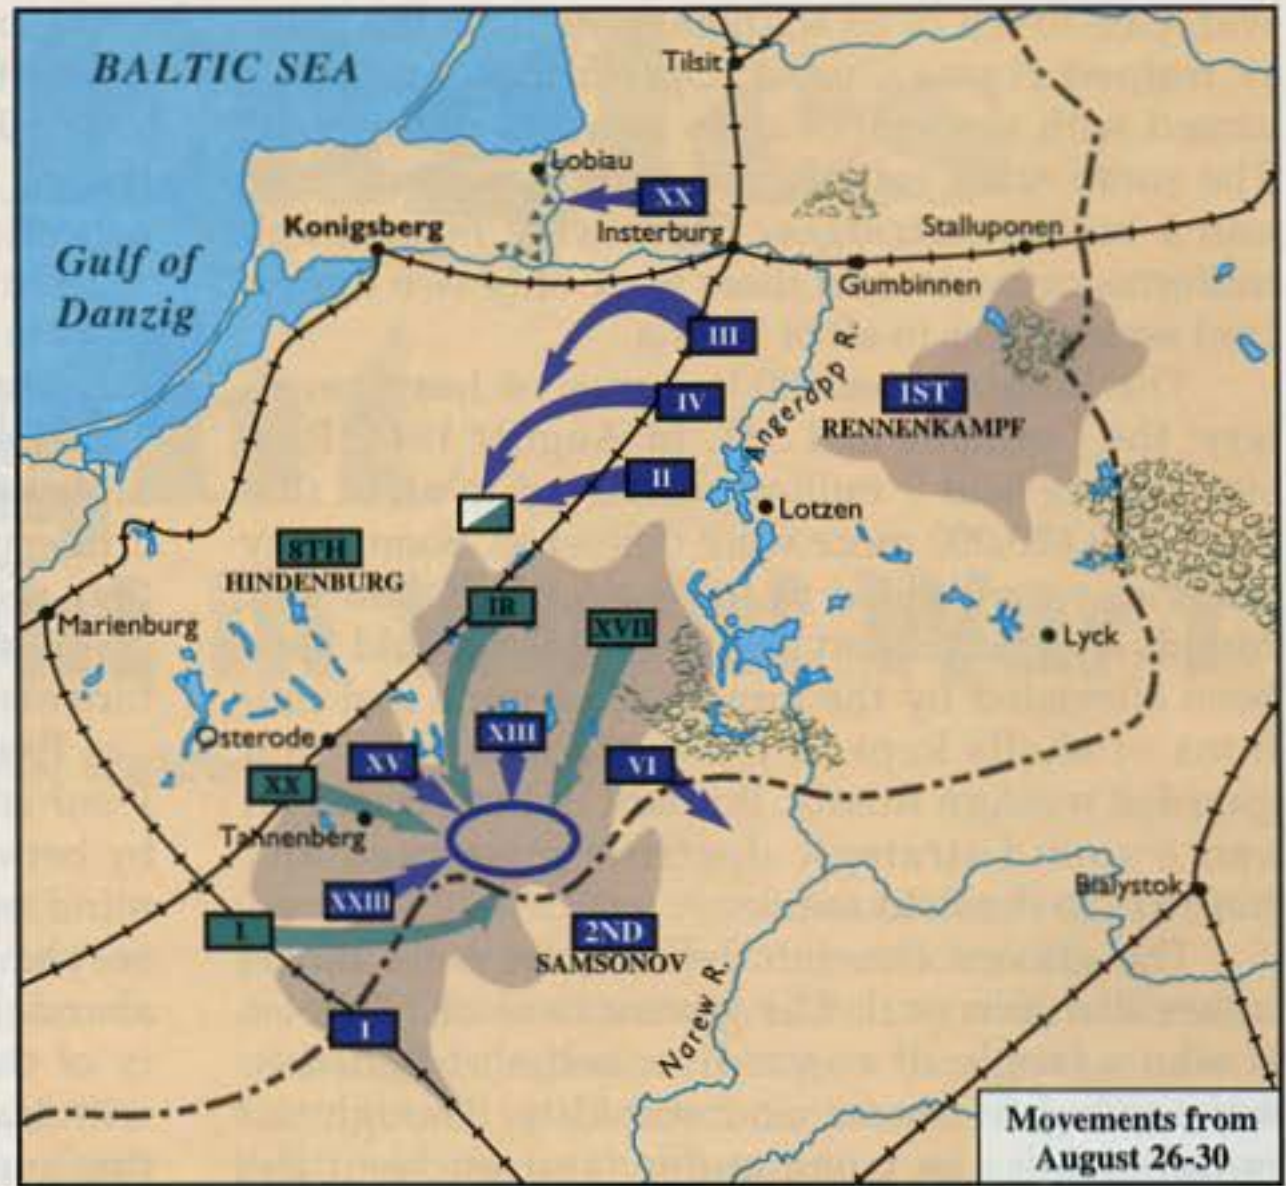 BALTIC SEA
Tilsit
Lobiau
XX
Konigsberg
Insterburg
Stalluponen
Gulf of
Danzig
Gumbinnen
III
Angerapp R.
IV
1ST
RENNENKAMPF
II
Lotzen
8TH
HINDENBURG
IR
XVII
Marienburg
Lyck
Osterode
XIII
XV
VI
XX
Tannenberg
XXIII
Bialystok
I
2ND
SAMSONOV
Narew R.
I
Movements from
August 26-30